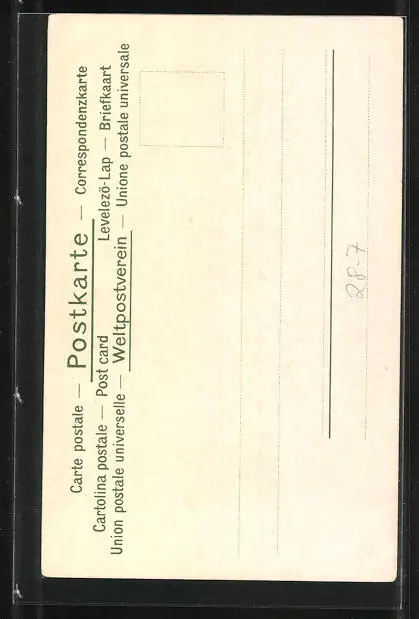 Carte postale — Postkarte — Correspondenzkarte
Cartolina postale — Post card Levelezö-Lap — Briefkaart
Union postale universelle — Weltpostverein — Unione postale universale
28-7